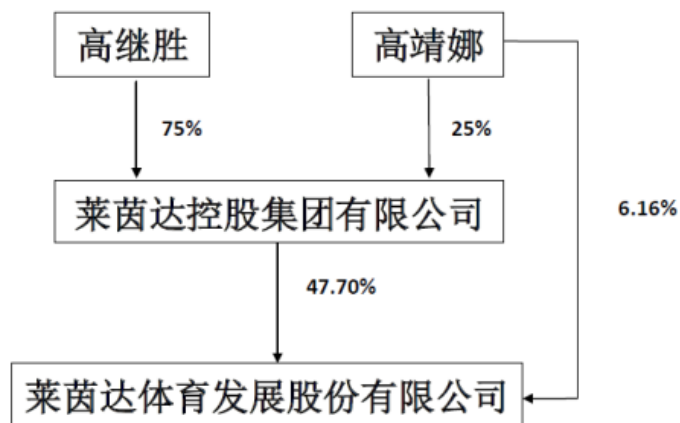 高继胜
高靖娜
75%
25%
莱茵达控股集团有限公司
6.16%
47.70%
莱茵达体育发展股份有限公司